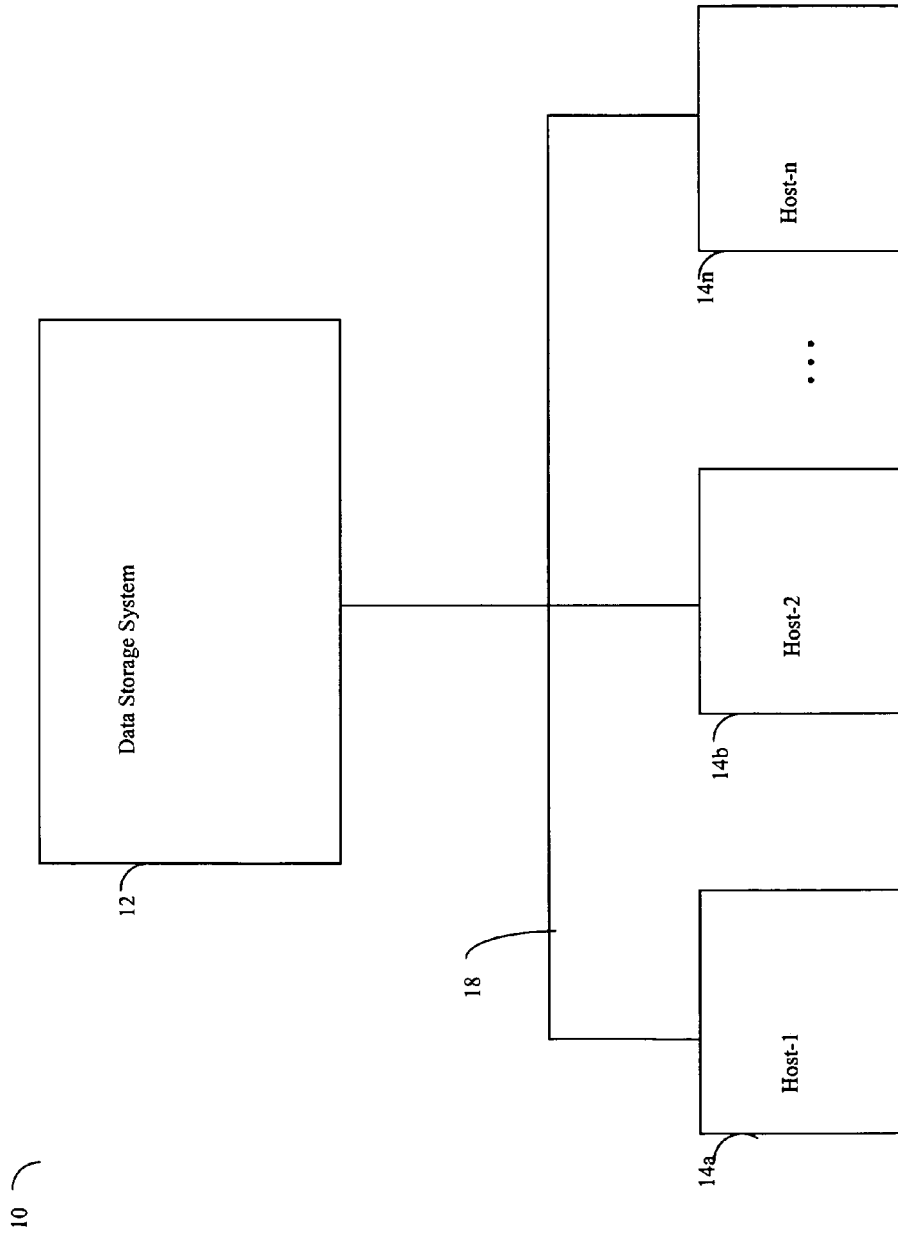 10
12
Data Storage System
18
14a
Host-1
14b
Host-2
...
14n
Host-n